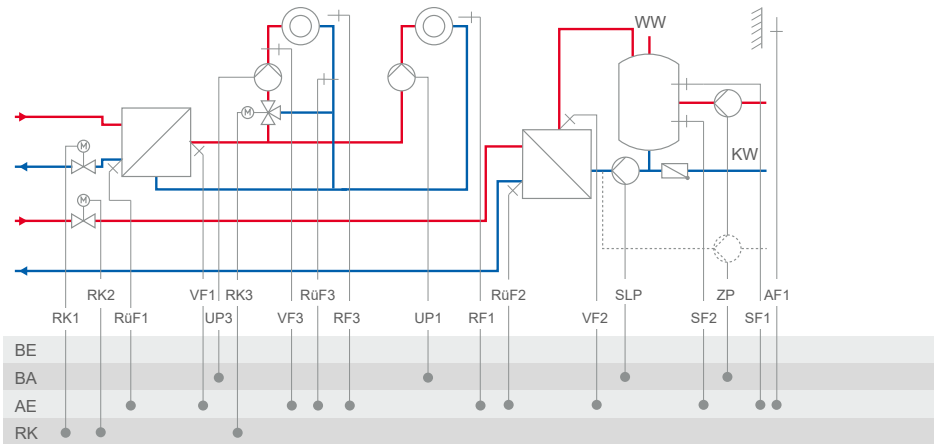 WW
M
M
KW
M
RK2 VF1 RK3 RüF3 RüF2 SLP ZP AF1
RK1 RüF1 UP3 VF3 RF3 UP1 RF1 VF2 SF2 SF1
BE
BA
AE
RK